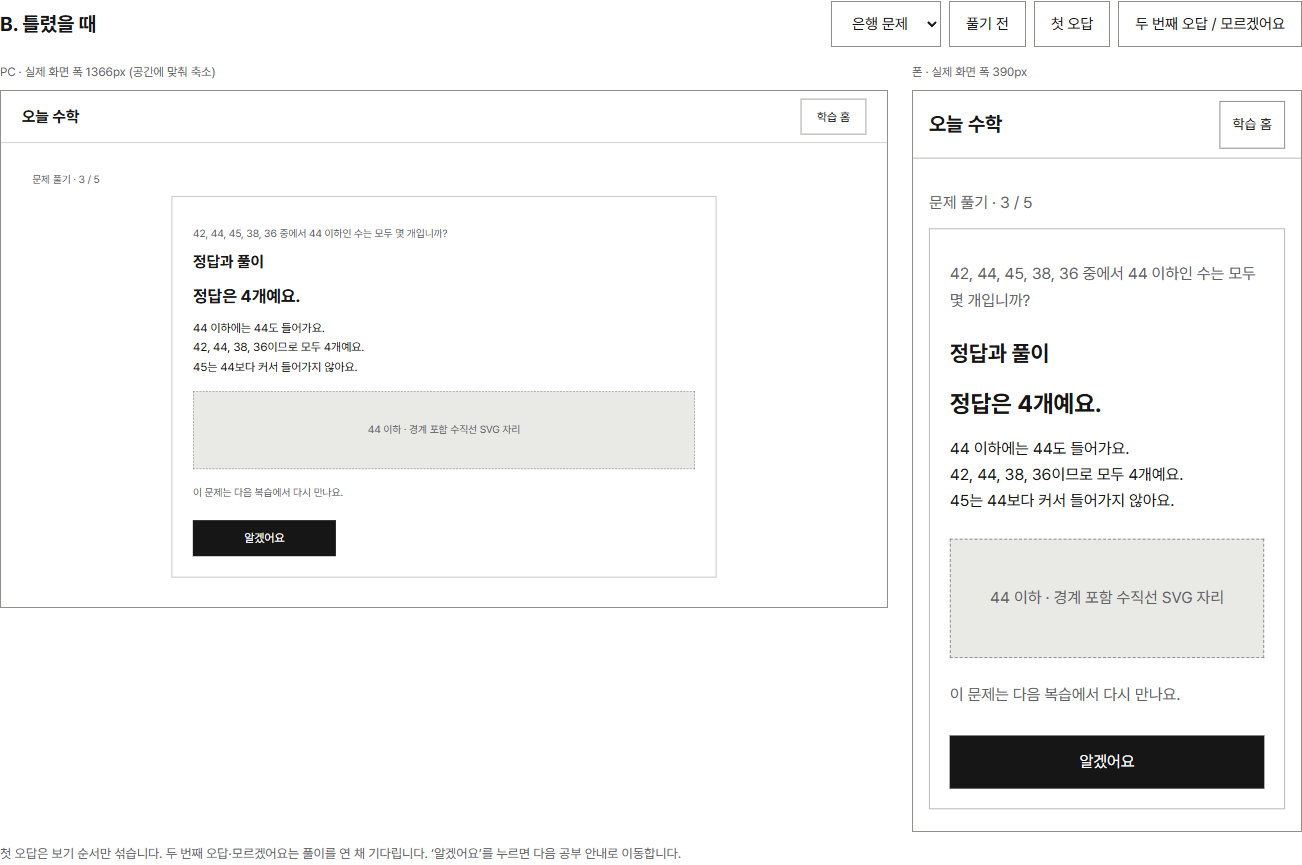 B. 틀렸을 때
은행 문제
풀기 전
첫 오답
두 번째 오답 / 모르겠어요
PC · 실제 화면 폭 1366px (공간에 맞춰 축소)
오늘 수학
학습 홈
문제 풀기 · 3 / 5
42, 44, 45, 38, 36 중에서 44 이하인 수는 모두 몇 개입니까?
정답과 풀이
정답은 4개예요.
44 이하에는 44도 들어가요.
42, 44, 38, 36이므로 모두 4개예요.
45는 44보다 커서 들어가지 않아요.
44 이하 · 경계 포함 수직선 SVG 자리
이 문제는 다음 복습에서 다시 만나요.
알겠어요
폰 · 실제 화면 폭 390px
오늘 수학
학습 홈
문제 풀기 · 3 / 5
42, 44, 45, 38, 36 중에서 44 이하인 수는 모두
몇 개입니까?
정답과 풀이
정답은 4개예요.
44 이하에는 44도 들어가요.
42, 44, 38, 36이므로 모두 4개예요.
45는 44보다 커서 들어가지 않아요.
44 이하 · 경계 포함 수직선 SVG 자리
이 문제는 다음 복습에서 다시 만나요.
알겠어요
첫 오답은 보기 순서만 섞습니다. 두 번째 오답·모르겠어요는 풀이를 연 채 기다립니다. ‘알겠어요’를 누르면 다음 공부 안내로 이동합니다.